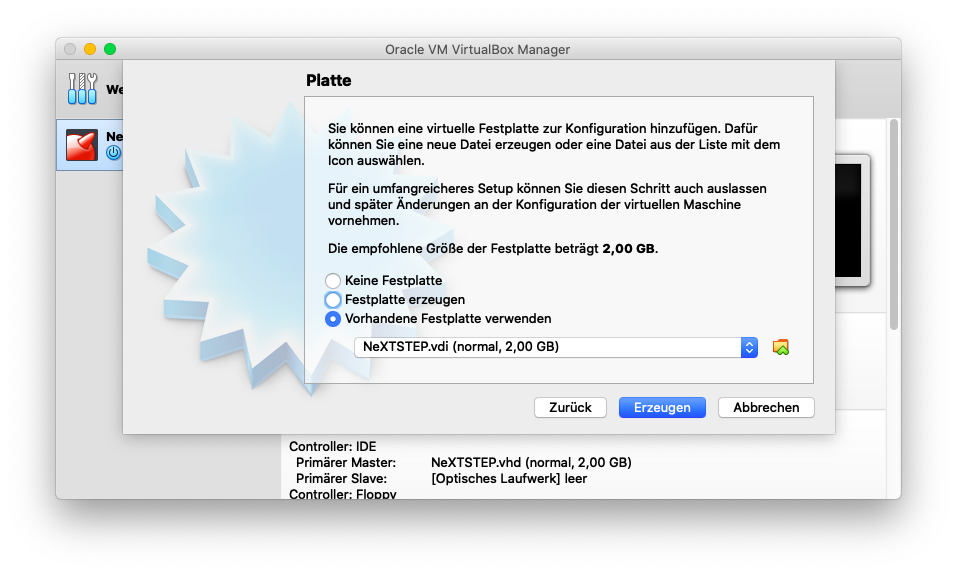 Oracle VM VirtualBox Manager
We
Ne
Platte
Sie können eine virtuelle Festplatte zur Konfiguration hinzufügen. Dafür
können Sie eine neue Datei erzeugen oder eine Datei aus der Liste mit dem
Icon auswählen.
Für ein umfangreicheres Setup können Sie diesen Schritt auch auslassen
und später Änderungen an der Konfiguration der virtuellen Maschine
vornehmen.
Die empfohlene Größe der Festplatte beträgt 2,00 GB.
Keine Festplatte
Festplatte erzeugen
Vorhandene Festplatte verwenden
NeXTSTEP.vdi (normal, 2,00 GB)
Zurück Erzeugen Abbrechen
Controller: IDE
Primärer Master: NeXTSTEP.vhd (normal, 2,00 GB)
Primärer Slave: [Optisches Laufwerk] leer
Controller: Floppy